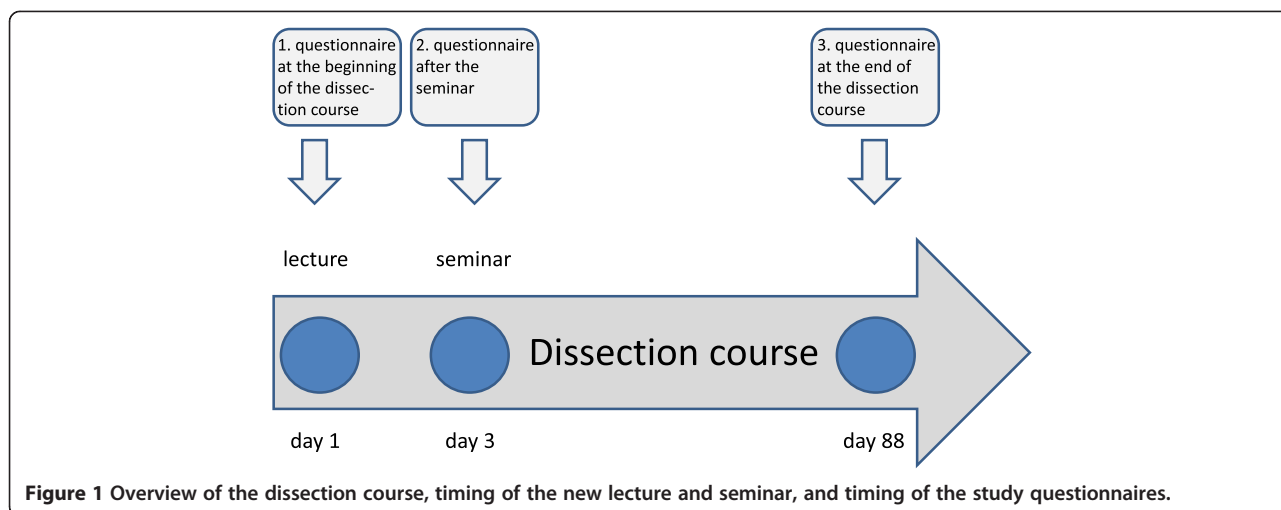 1. questionnaire
at the beginning
of the dissec-
tion course
2. questionnaire
after the
seminar
3. questionnaire
at the end of
the dissection
course
lecture
seminar
Dissection course
day 1
day 3
day 88
Figure 1 Overview of the dissection course, timing of the new lecture and seminar, and timing of the study questionnaires.